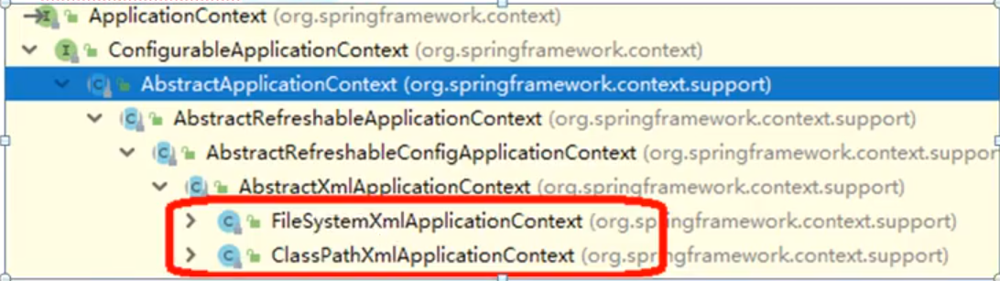 ApplicationContext (org.springframework.context)
ConfigurableApplicationContext (org.springframework.context)
AbstractApplicationContext (org.springframework.context.support)
AbstractRefreshableApplicationContext (org.springframework.context.support)
AbstractRefreshableConfigApplicationContext (org.springframework.context.suppor
AbstractXmlApplicationContext (org.springframework.context.support)
FileSystemXmlApplicationContext (org.springframework.context.support)
ClassPathXmlApplicationContext (org.springframework.context.support)